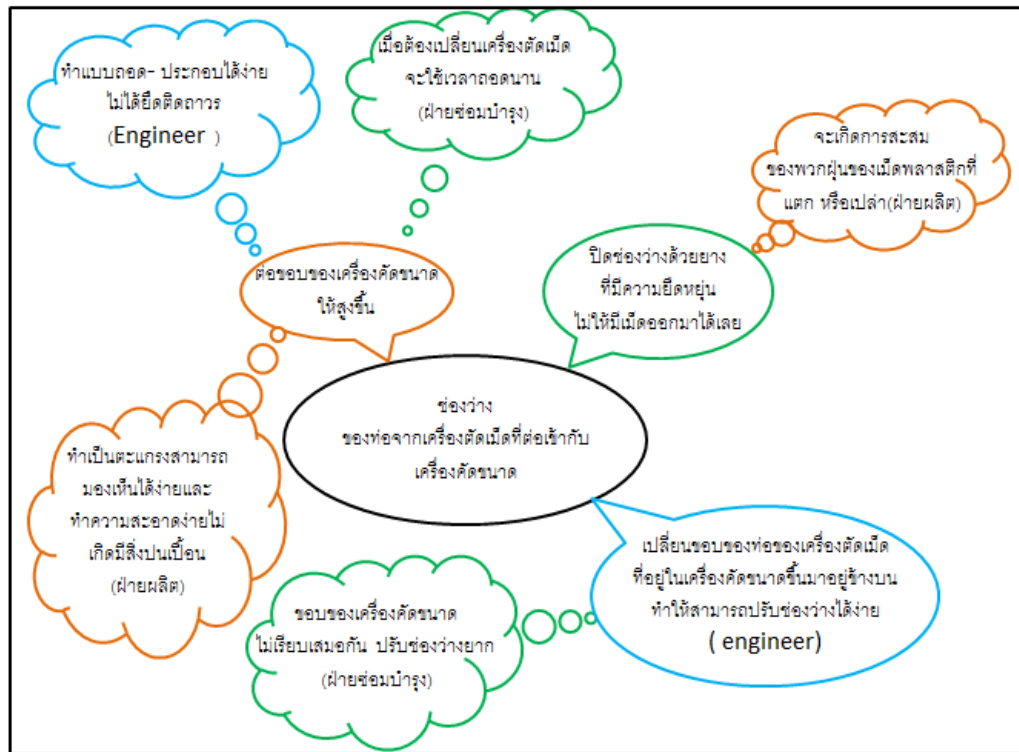 ทำแบบถอด- ประกอบได้ง่าย
ไม่ได้ยึดติดถาวร
(Engineer )
เมื่อต้องเปลี่ยนเครื่องตัดเม็ด
จะใช้เวลาถอดนาน
(ฝ่ายซ่อมบำรุง)
จะเกิดการสะสม
ของพวกฝุ่นของเม็ดพลาสติกที่
แตก หรือเปล่า(ฝ่ายผลิต)
ต่อขอบของเครื่องคัดขนาด
ให้สูงขึ้น
ปิดช่องว่างด้วยยาง
ที่มีความยืดหยุ่น
ไม่ให้มีเม็ดออกมาได้เลย
ช่องว่าง
ของท่อจากเครื่องตัดเม็ดที่ต่อเข้ากับ
เครื่องคัดขนาด
ทำเป็นตะแกรงสามารถ
มองเห็นได้ง่ายและ
ทำความสะอาดง่ายไม่
เกิดมีสิ่งปนเปื้อน
(ฝ่ายผลิต)
เปลี่ยนขอบของท่อของเครื่องตัดเม็ด
ที่อยู่ในเครื่องคัดขนาดขึ้นมาอยู่ข้างบน
ทำให้สามารถปรับช่องว่างได้ง่าย
( engineer)
ขอบของเครื่องคัดขนาด
ไม่เรียบเสมอกัน ปรับช่องว่างยาก
(ฝ่ายซ่อมบำรุง)